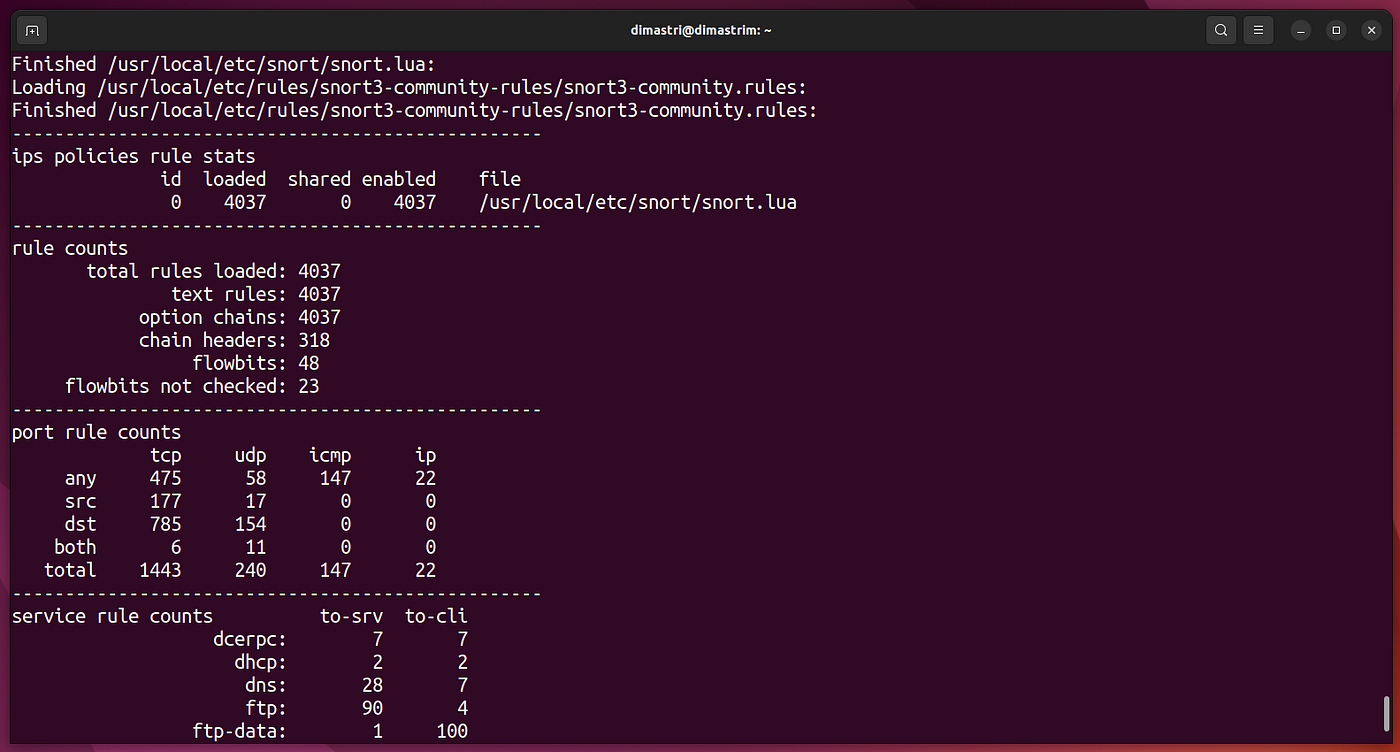 dimastri@dimastrim: ~
Finished /usr/local/etc/snort/snort.lua:
Loading /usr/local/etc/rules/snort3-community-rules/snort3-community.rules:
Finished /usr/local/etc/rules/snort3-community-rules/snort3-community.rules:
--------------------------------------------------
ips policies rule stats
              id  loaded  shared enabled    file
               0    4037       0    4037    /usr/local/etc/snort/snort.lua
--------------------------------------------------
rule counts
       total rules loaded: 4037
               text rules: 4037
            option chains: 4037
            chain headers: 318
                 flowbits: 48
     flowbits not checked: 23
--------------------------------------------------
port rule counts
             tcp     udp    icmp      ip
     any     475      58     147      22
     src     177      17       0       0
     dst     785     154       0       0
    both       6      11       0       0
   total    1443     240     147      22
--------------------------------------------------
service rule counts          to-srv  to-cli
                   dcerpc:        7       7
                     dhcp:        2       2
                      dns:       28       7
                      ftp:       90       4
                 ftp-data:        1     100